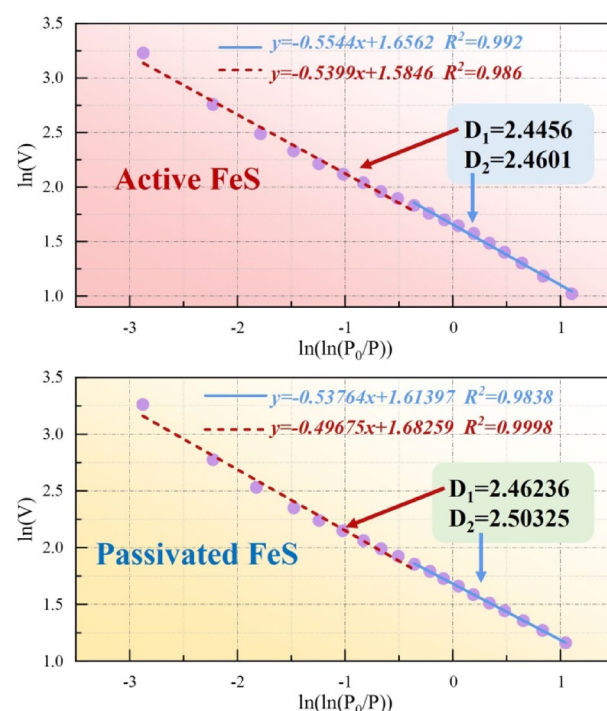 3.5
y=-0.5544x+1.6562 R²=0.992
y=-0.5399x+1.5846 R²=0.986
3.0
D₁=2.4456
D₂=2.4601
2.5
ln(V)
Active FeS
2.0
1.5
1.0
-3 -2 -1 0 1
ln(ln(P₀/P))
3.5
y=-0.53764x+1.61397 R²=0.9838
y=-0.49675x+1.68259 R²=0.9998
3.0
D₁=2.46236
D₂=2.50325
2.5
ln(V)
Passivated FeS
2.0
1.5
1.0
-3 -2 -1 0 1
ln(ln(P₀/P))